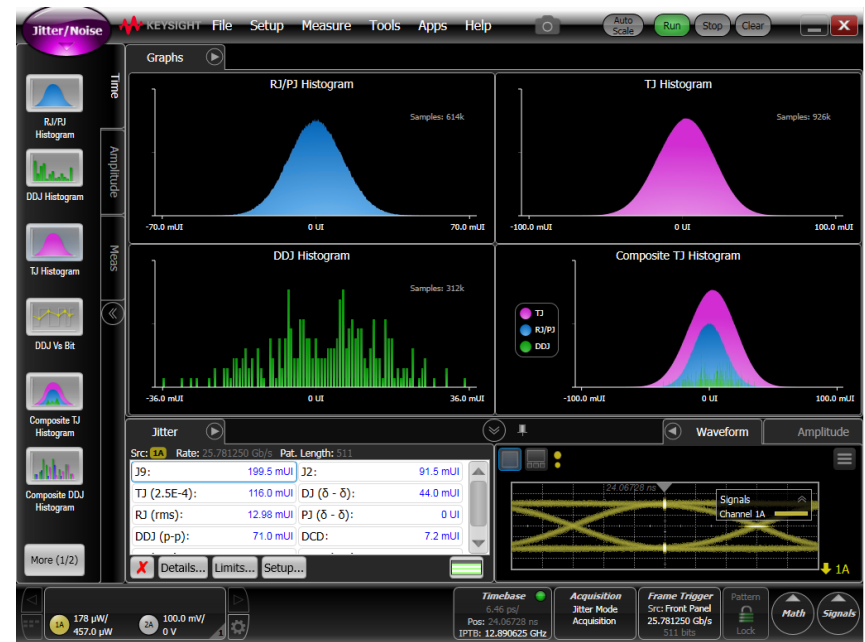 Jitter/Noise
KEYSIGHT File Setup Measure Tools Apps Help
Auto Scale
Run
Stop
Clear
Graphs
Time
Amplitude
Meas
RJ/PJ
Histogram
DDJ Histogram
TJ Histogram
DDJ Vs Bit
Composite TJ
Histogram
Composite DDJ
Histogram
More (1/2)
RJ/PJ Histogram
Samples: 614k
-70.0 mUI 0 UI 70.0 mUI
TJ Histogram
Samples: 926k
-100.0 mUI 0 UI 100.0 mUI
DDJ Histogram
Samples: 312k
-36.0 mUI 0 UI 36.0 mUI
Composite TJ Histogram
TJ
RJ/PJ
DDJ
-100.0 mUI 0 UI 100.0 mUI
Jitter
Src: 1A Rate: 25.781250 Gb/s Pat. Length: 511
J9: 199.5 mUI J2: 91.5 mUI
TJ (2.5E-4): 116.0 mUI DJ (δ - δ): 44.0 mUI
RJ (rms): 12.98 mUI PJ (δ - δ): 0 UI
DDJ (p-p): 71.0 mUI DCD: 7.2 mUI
Details... Limits... Setup...
Waveform Amplitude
24.06728 ns
Signals
Channel 1A
1A
1A 178 µW/
457.0 µW
2A 100.0 mV/
0 V
1
Timebase
6.46 ps/
Pos: 24.06728 ns
IPTB: 12.890625 GHz
Acquisition
Jitter Mode
Acquisition
Frame Trigger
Src: Front Panel
25.781250 Gb/s
511 bits
Pattern
Lock
Math
Signals